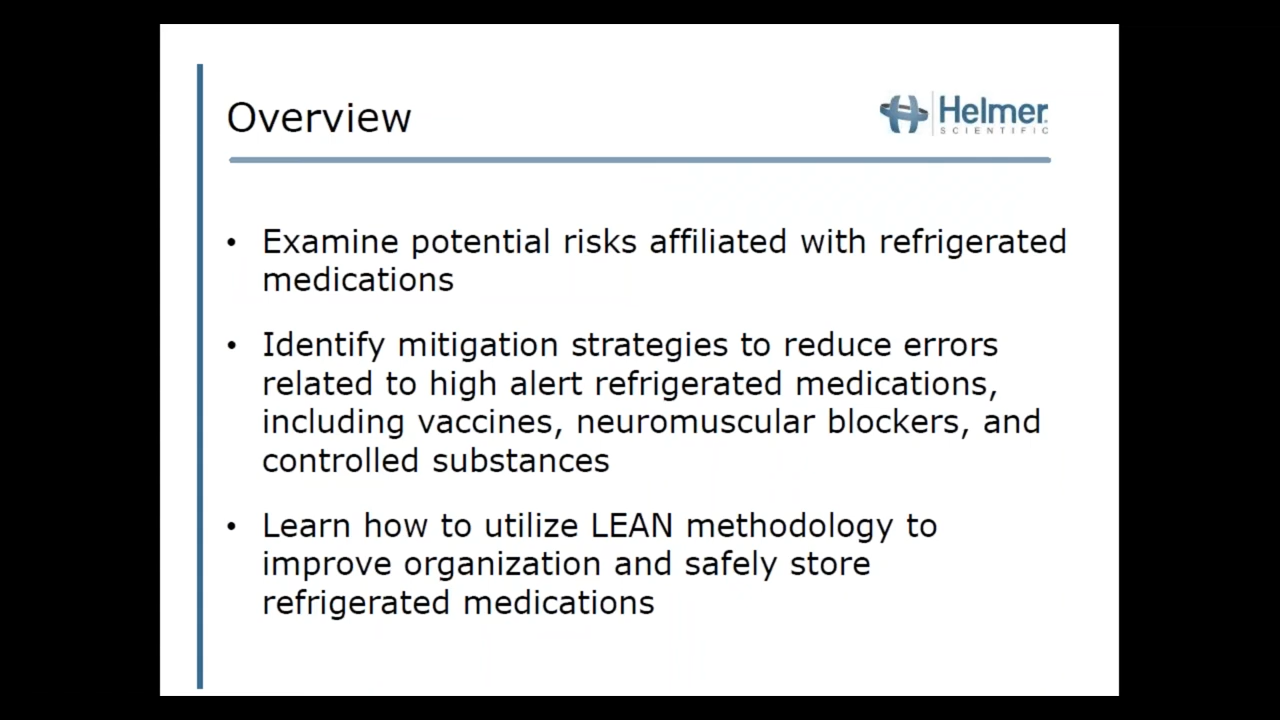 Overview
Helmer
SCIENTIFIC
• Examine potential risks affiliated with refrigerated
medications
• Identify mitigation strategies to reduce errors
related to high alert refrigerated medications,
including vaccines, neuromuscular blockers, and
controlled substances
• Learn how to utilize LEAN methodology to
improve organization and safely store
refrigerated medications